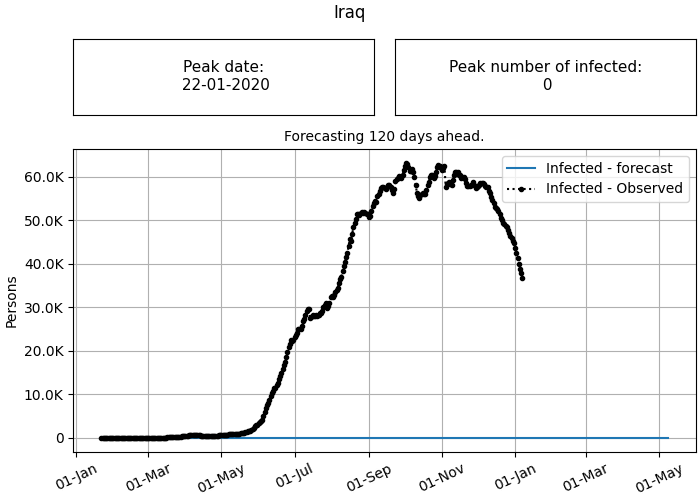 Iraq
Peak date:
22-01-2020
Peak number of infected:
0
Forecasting 120 days ahead.
Infected - forecast
Infected - Observed
60.0K
50.0K
40.0K
30.0K
20.0K
10.0K
0
Persons
01-Jan
01-Mar
01-May
01-Jul
01-Sep
01-Nov
01-Jan
01-Mar
01-May